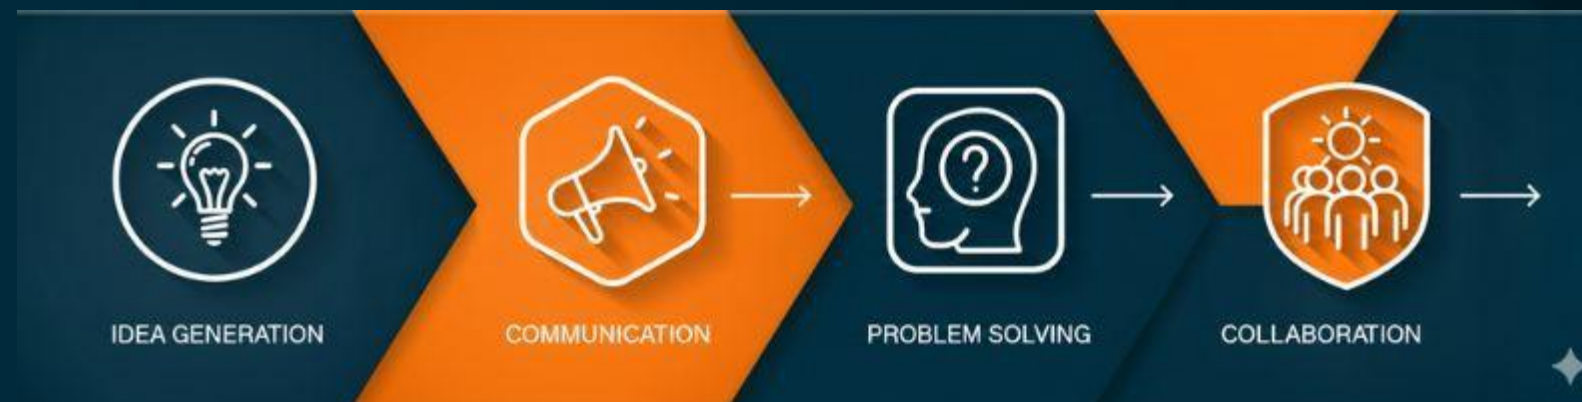 IDEA GENERATION
COMMUNICATION
PROBLEM SOLVING
COLLABORATION